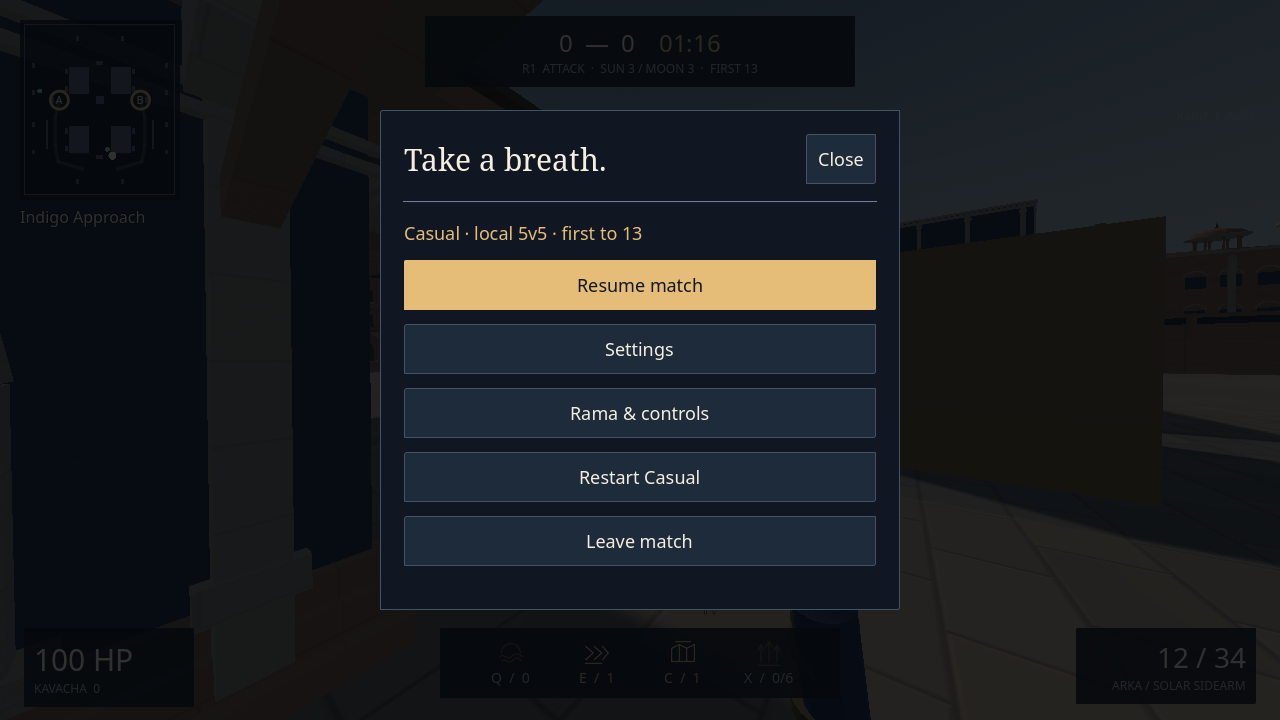 0 — 0 01:16
R1 ATTACK · SUN 3 / MOON 3 · FIRST 13
A
B
Indigo Approach
Take a breath.
Close
Casual · local 5v5 · first to 13
Resume match
Settings
Rama & controls
Restart Casual
Leave match
100 HP
KAVACHA 0
Q / 0
E / 1
C / 1
X / 0/6
12 / 34
ARKA / SOLAR SIDEARM